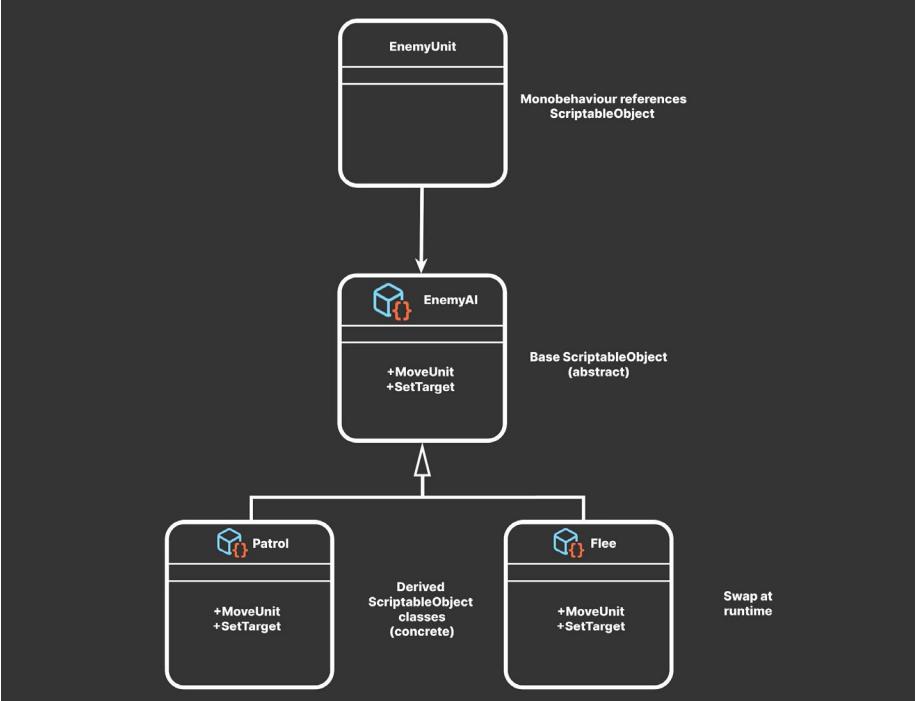 EnemyUnit
Monobehaviour references
ScriptableObject
{}
EnemyAI
+MoveUnit
+SetTarget
Base ScriptableObject
(abstract)
{}
Patrol
+MoveUnit
+SetTarget
Derived
ScriptableObject
classes
(concrete)
{}
Flee
+MoveUnit
+SetTarget
Swap at
runtime